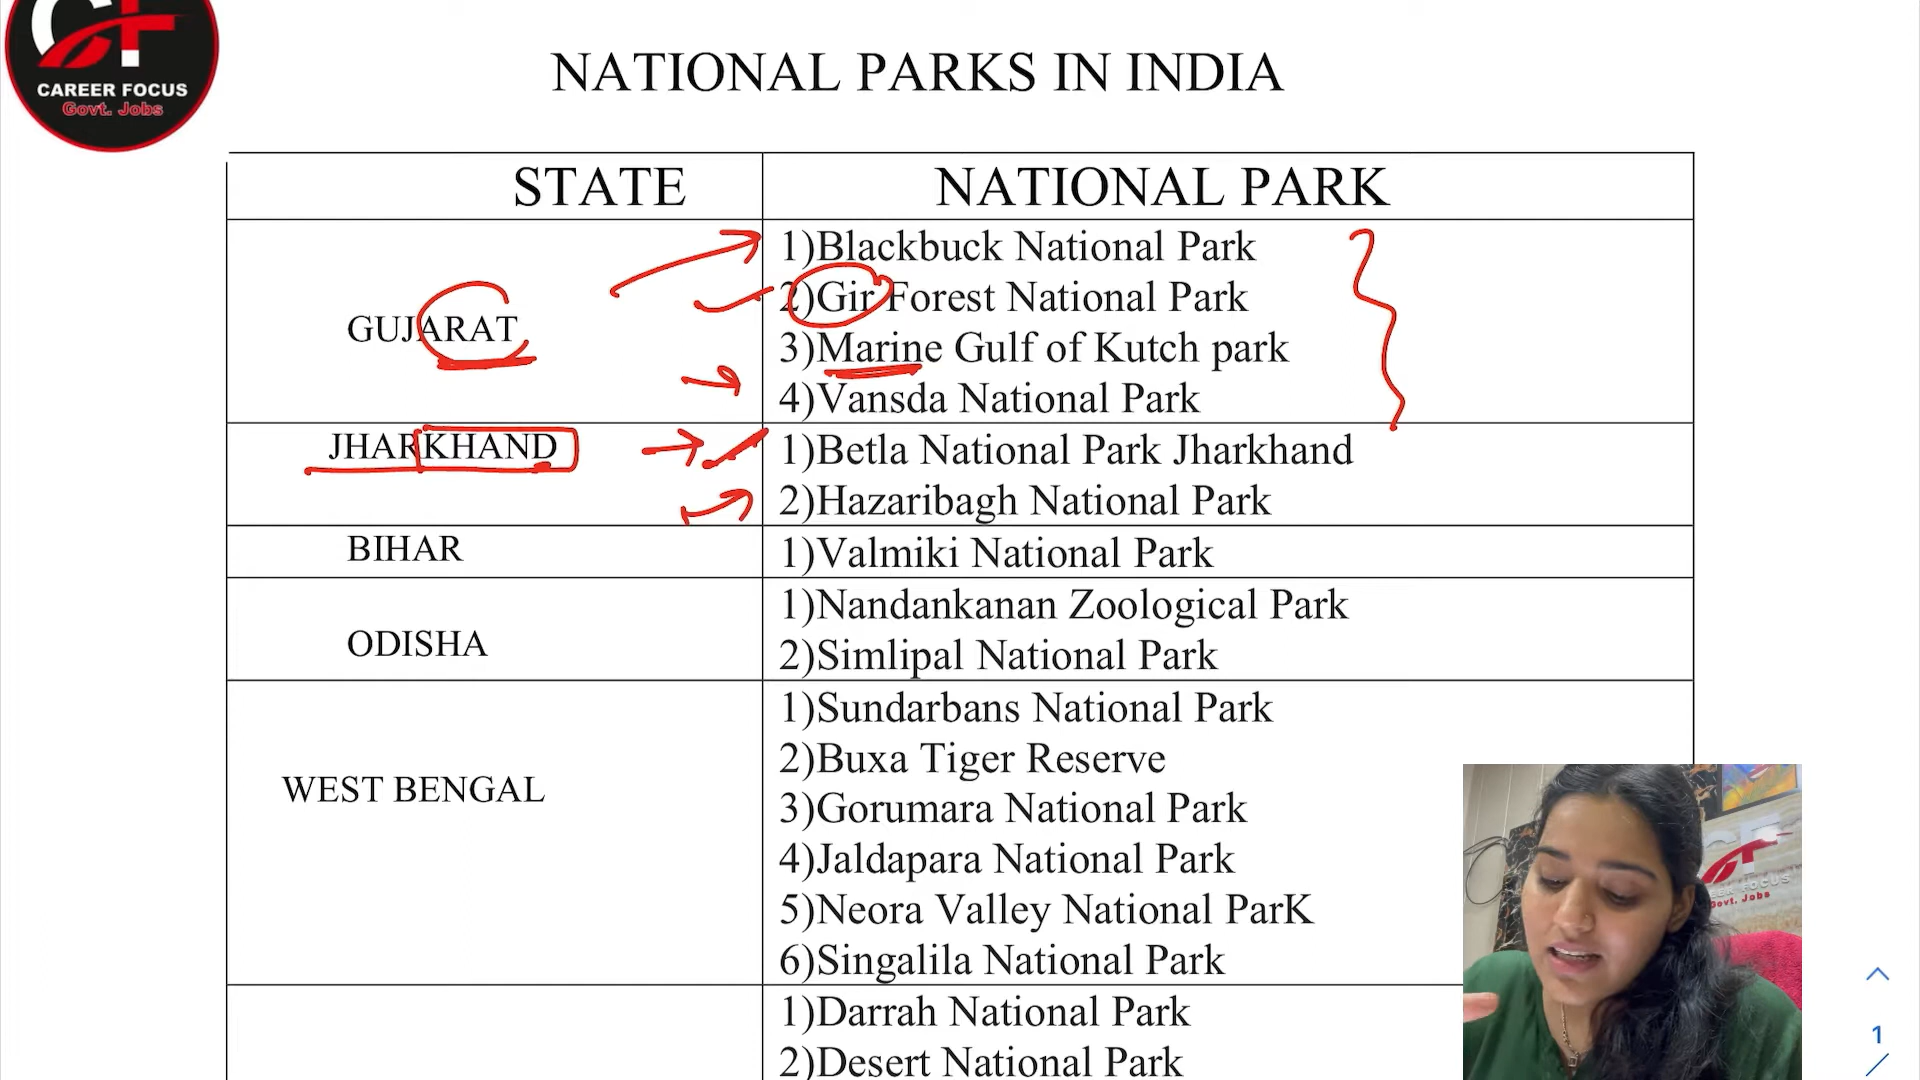 CF
CAREER FOCUS
Govt. Jobs
NATIONAL PARKS IN INDIA
STATE
NATIONAL PARK
GUJARAT
1)Blackbuck National Park
2)Gir Forest National Park
3)Marine Gulf of Kutch park
4)Vansda National Park
JHARKHAND
1)Betla National Park Jharkhand
2)Hazaribagh National Park
BIHAR
1)Valmiki National Park
ODISHA
1)Nandankanan Zoological Park
2)Simlipal National Park
WEST BENGAL
1)Sundarbans National Park
2)Buxa Tiger Reserve
3)Gorumara National Park
4)Jaldapara National Park
5)Neora Valley National ParK
6)Singalila National Park
1)Darrah National Park
2)Desert National Park
Govt. Jobs
1